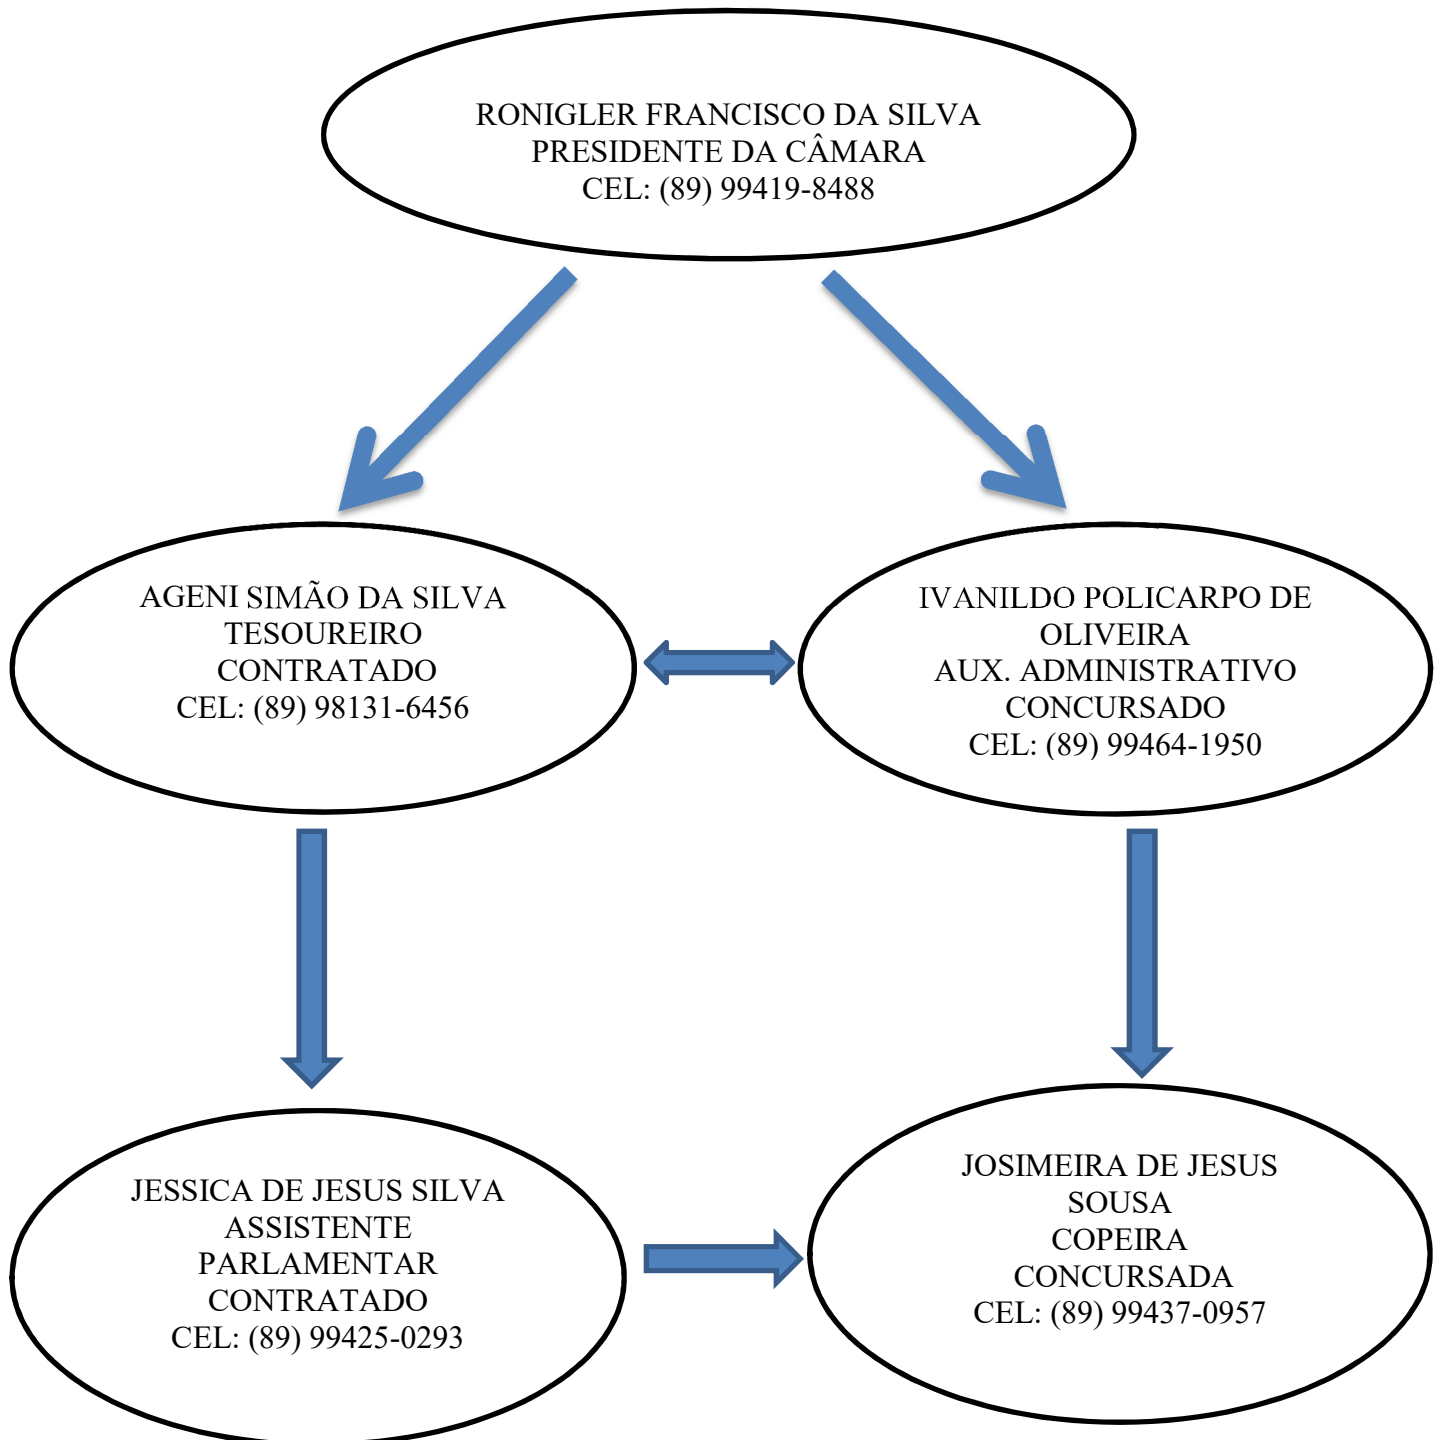 RONIGLER FRANCISCO DA SILVA
PRESIDENTE DA CÂMARA
CEL: (89) 99419-8488
AGENI SIMÃO DA SILVA
TESOUREIRO
CONTRATADO
CEL: (89) 98131-6456
IVANILDO POLICARPO DE
OLIVEIRA
AUX. ADMINISTRATIVO
CONCURSADO
CEL: (89) 99464-1950
JESSICA DE JESUS SILVA
ASSISTENTE
PARLAMENTAR
CONTRATADO
CEL: (89) 99425-0293
JOSIMEIRA DE JESUS
SOUSA
COPEIRA
CONCURSADA
CEL: (89) 99437-0957